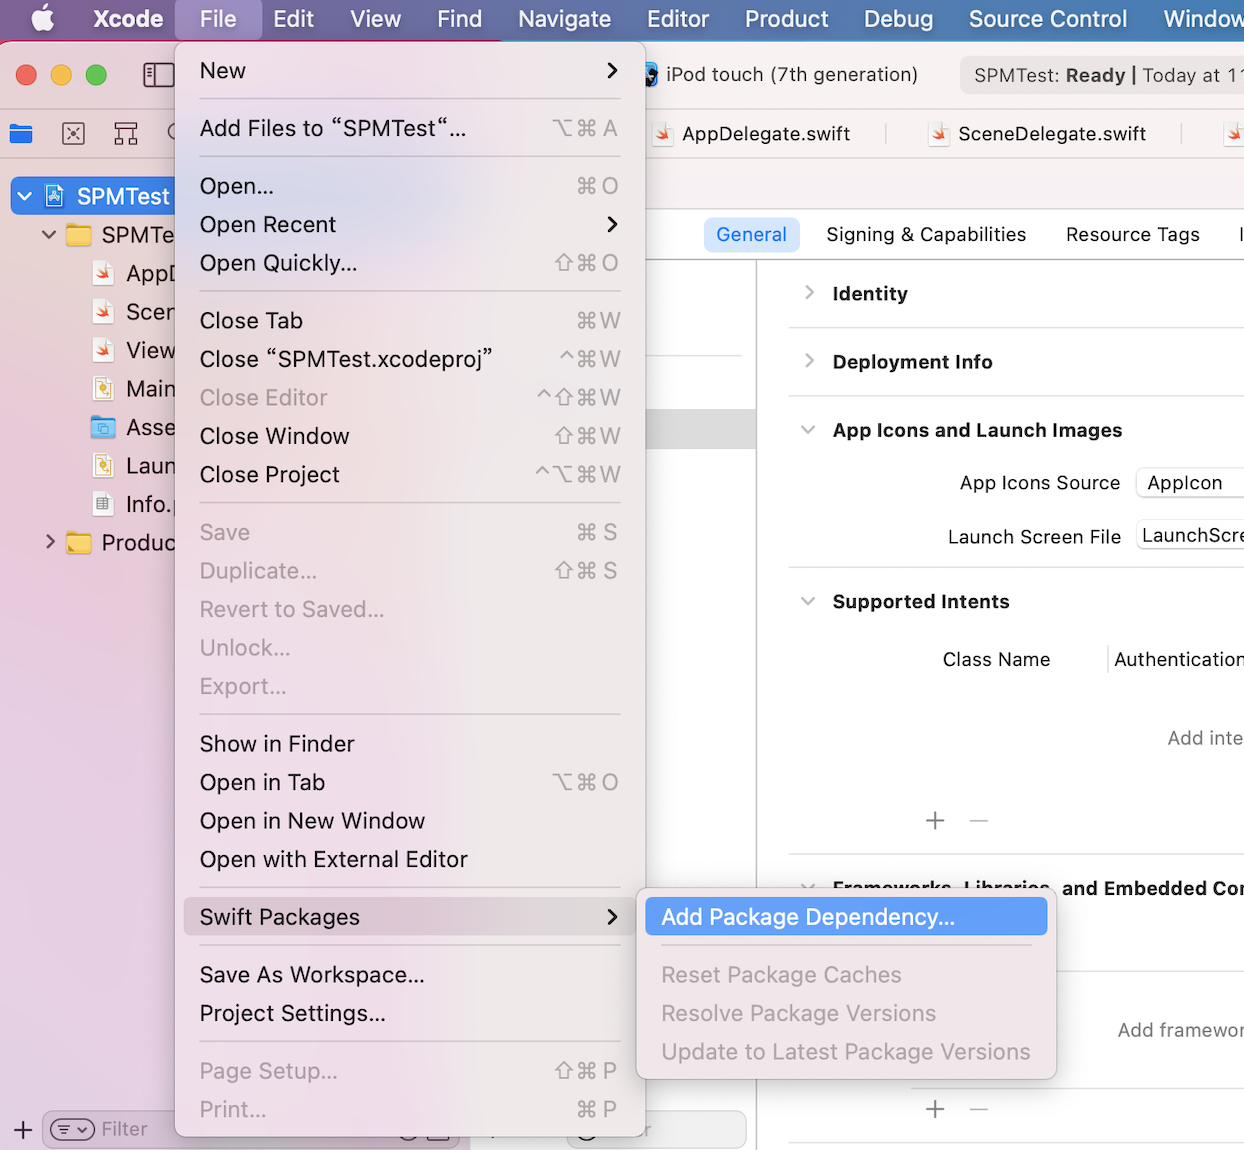 Xcode File Edit View Find Navigate Editor Product Debug Source Control Window
iPod touch (7th generation)
SPMTest: Ready | Today at 11
AppDelegate.swift
SceneDelegate.swift
SPMTest
SPMTe
AppD
Scen
View
Main
Asse
Laun
Info.p
Produc
Filter
New
Add Files to “SPMTest“... ⌥⌘ A
Open... ⌘ O
Open Recent
Open Quickly... ⇧⌘ O
Close Tab ⌘W
Close “SPMTest.xcodeproj” ^⌘W
Close Editor ^⇧⌘W
Close Window ⇧⌘W
Close Project ^⌥⌘W
Save ⌘ S
Duplicate... ⇧⌘ S
Revert to Saved...
Unlock...
Export...
Show in Finder
Open in Tab ⌥⌘ O
Open in New Window
Open with External Editor
Swift Packages
Save As Workspace...
Project Settings...
Page Setup... ⇧⌘ P
Print... ⌘ P
Add Package Dependency...
Reset Package Caches
Resolve Package Versions
Update to Latest Package Versions
General Signing & Capabilities Resource Tags
Identity
Deployment Info
App Icons and Launch Images
App Icons Source AppIcon
Launch Screen File LaunchScre
Supported Intents
Class Name Authentication
Add inte
Frameworks, Libraries, and Embedded Con
Add framewor